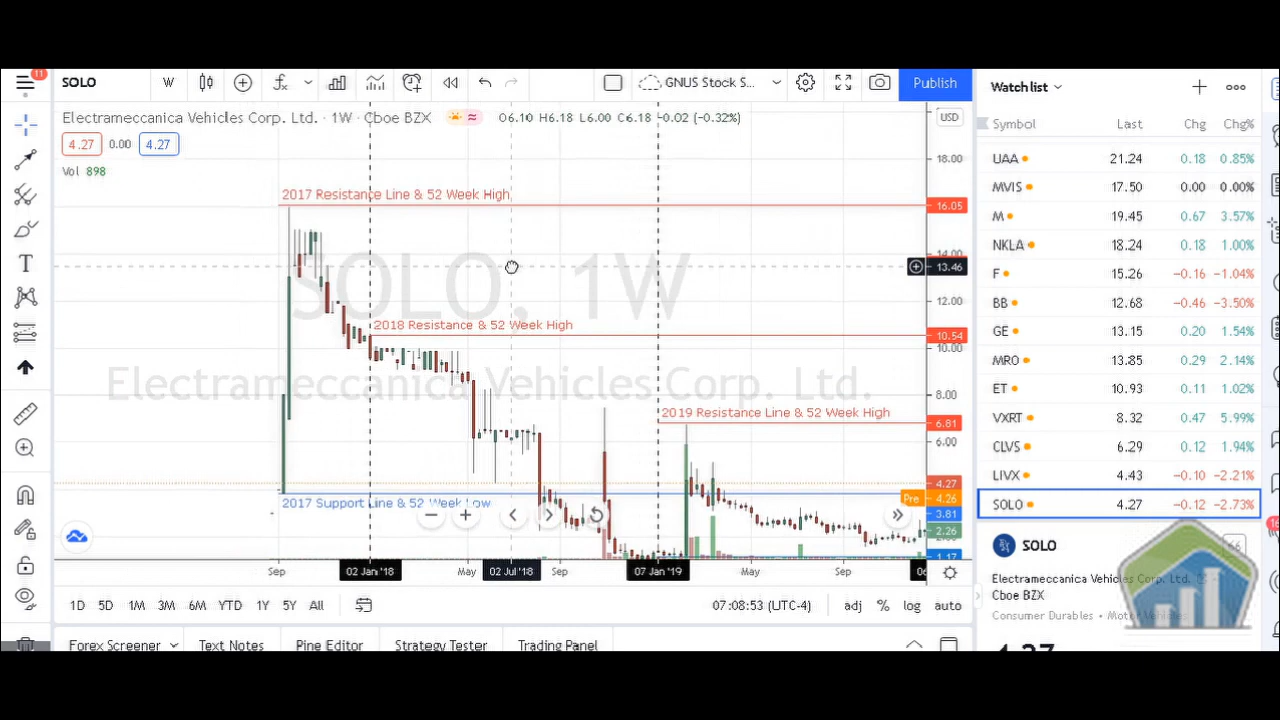 11
SOLO W GNUS Stock S... Publish
Electrameccanica Vehicles Corp. Ltd. · 1W · Cboe BZX O6.10 H6.18 L6.00 C6.18 -0.02 (-0.32%) USD
4.27 0.00 4.27
Vol 898
18.00
2017 Resistance Line & 52 Week High 16.05
14.00
13.46
SOLO, 1W
12.00
2018 Resistance & 52 Week High 10.54
10.00
Electrameccanica Vehicles Corp. Ltd.
8.00
2019 Resistance Line & 52 Week High
6.81
6.00
4.27
2017 Support Line & 52 Week Low Pre 4.26
3.81
2.26
1.17
Sep 02 Jan '18 May 02 Jul '18 Sep 07 Jan '19 May Sep 06
1D 5D 1M 3M 6M YTD 1Y 5Y All 07:08:53 (UTC-4) adj % log auto
Forex Screener Text Notes Pine Editor Strategy Tester Trading Panel
Watchlist
Symbol Last Chg Chg%
UAA 21.24 0.18 0.85%
MVIS 17.50 0.00 0.00%
M 19.45 0.67 3.57%
NKLA 18.24 0.18 1.00%
F 15.26 -0.16 -1.04%
BB 12.68 -0.46 -3.50%
GE 13.15 0.20 1.54%
MRO 13.85 0.29 2.14%
ET 10.93 0.11 1.02%
VXRT 8.32 0.47 5.99%
CLVS 6.29 0.12 1.94%
LIVX 4.43 -0.10 -2.21%
SOLO 4.27 -0.12 -2.73%
SOLO
Electrameccanica Vehicles Corp. Ltd.
Cboe BZX
Consumer Durables • Motor Vehicles
4.27